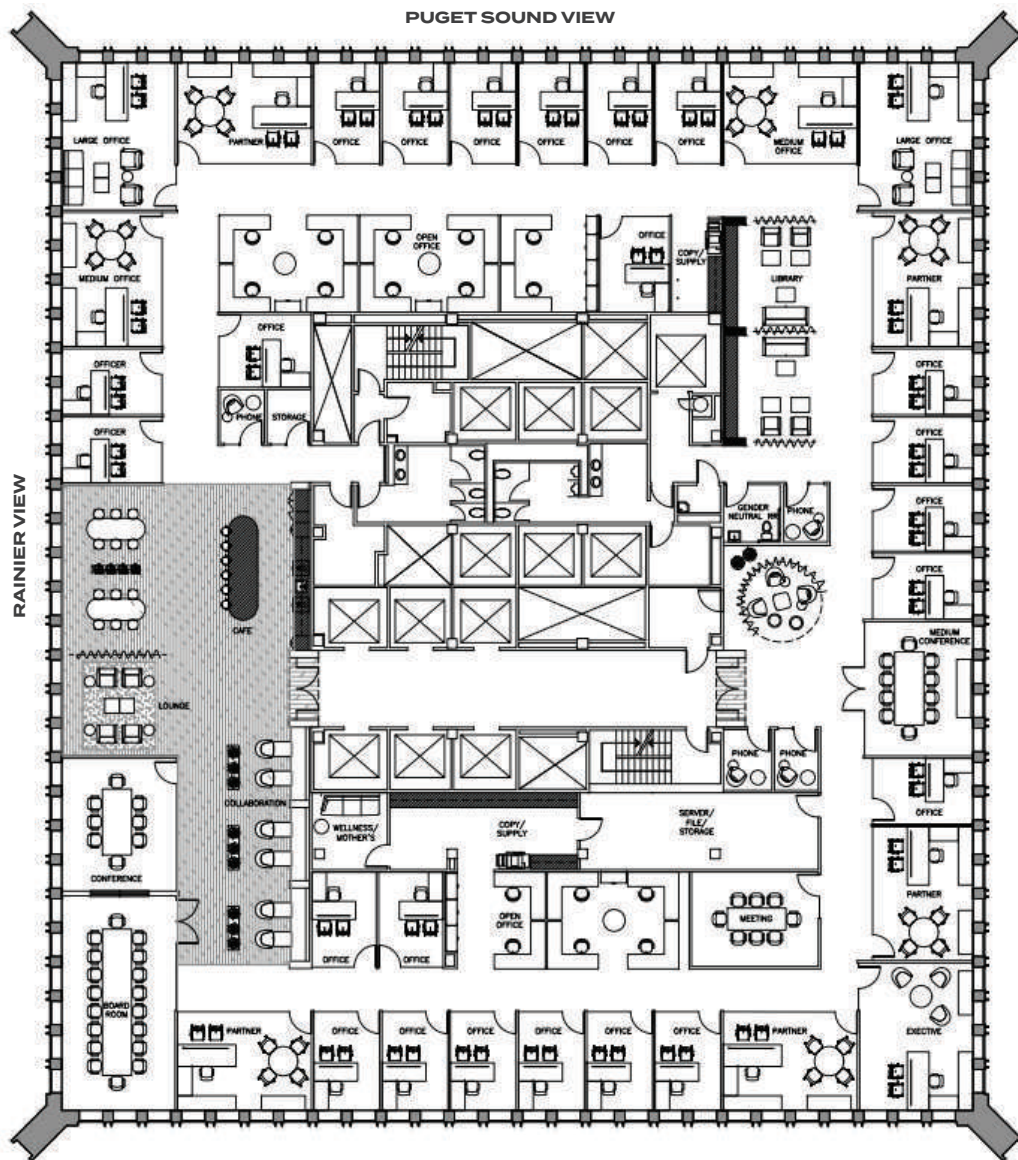 PUGET SOUND VIEW
LARGE OFFICE
PARTNER
OFFICE
OFFICE
OFFICE
OFFICE
OFFICE
OFFICE
MEDIUM
OFFICE
LARGE OFFICE
MEDIUM OFFICE
OPEN
OFFICE
OFFICE
COPY/
SUPPLY
LIBRARY
PARTNER
OFFICE
OFFICER
OFFICE
PHONE
STORAGE
OFFICER
OFFICE
RAINIER VIEW
GENDER
NEUTRAL RR
PHONE
OFFICE
CAFE
OFFICE
MEDIUM
CONFERENCE
LOUNGE
PHONE
PHONE
COLLABORATION
WELLNESS/
MOTHER'S
COPY/
SUPPLY
SERVER/
FILE/
STORAGE
OFFICE
CONFERENCE
PARTNER
OPEN
OFFICE
MEETING
OFFICE
OFFICE
BOARD
ROOM
PARTNER
OFFICE
OFFICE
OFFICE
OFFICE
OFFICE
OFFICE
PARTNER
EXECTIVE